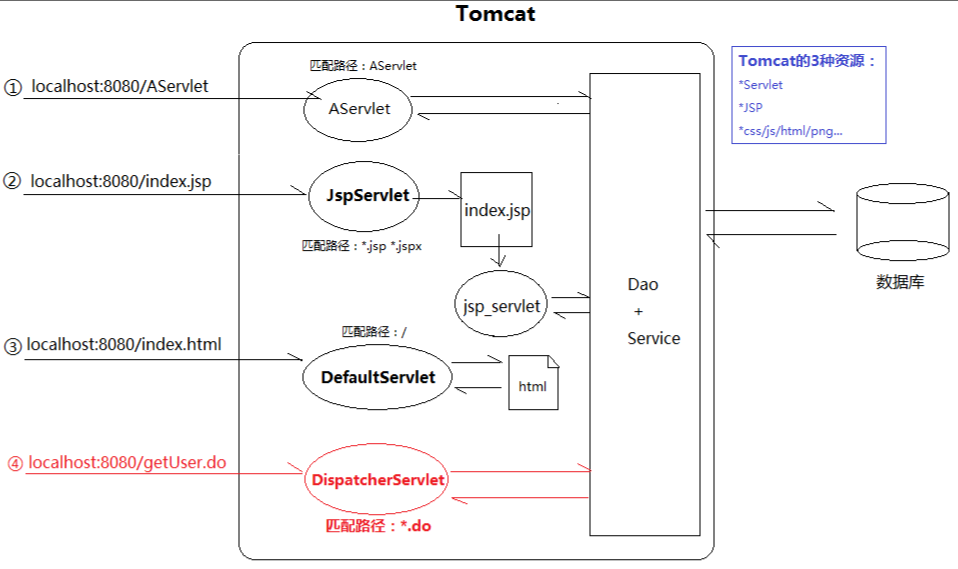 Tomcat
匹配路径：AServlet
① localhost:8080/AServlet
AServlet
Tomcat的3种资源：
*Servlet
*JSP
*css/js/html/png...
② localhost:8080/index.jsp
JspServlet
index.jsp
匹配路径：*.jsp *.jspx
jsp_servlet
Dao
+
Service
数据库
匹配路径：/
③ localhost:8080/index.html
DefaultServlet
html
④ localhost:8080/getUser.do
DispatcherServlet
匹配路径：*.do